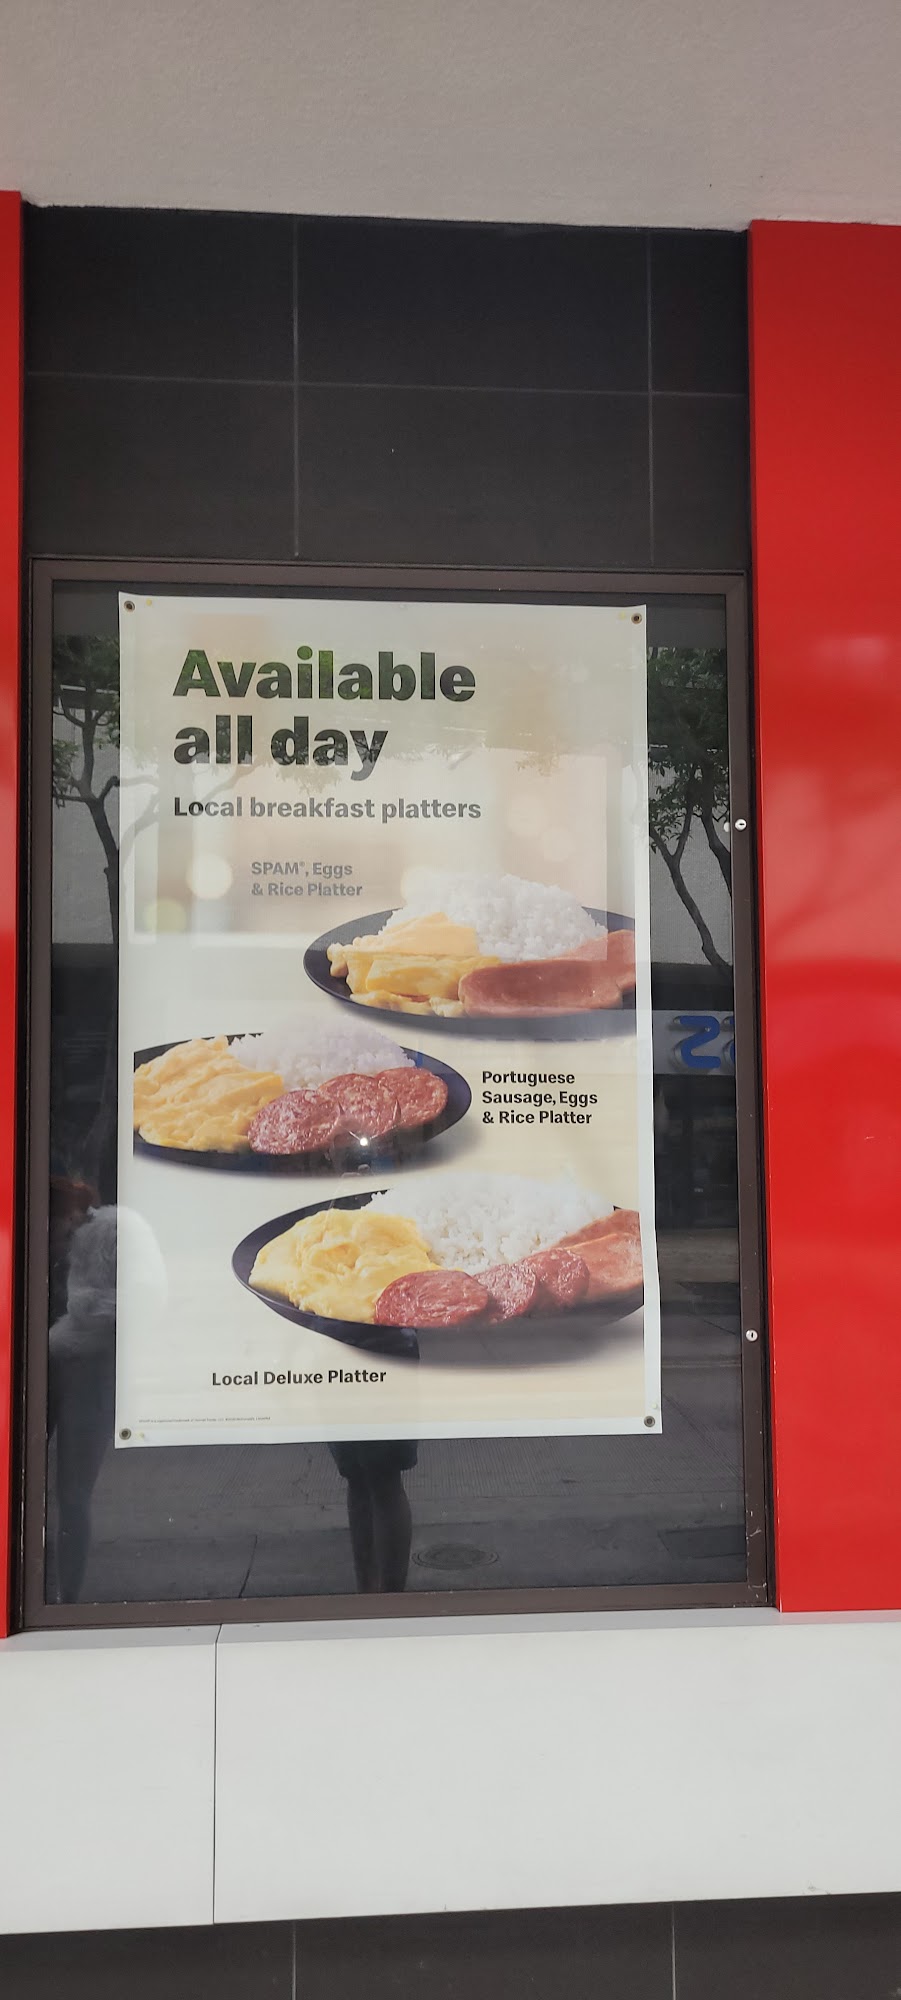 Available
all day
Local breakfast platters
SPAM®, Eggs
& Rice Platter
Portuguese
Sausage, Eggs
& Rice Platter
Local Deluxe Platter